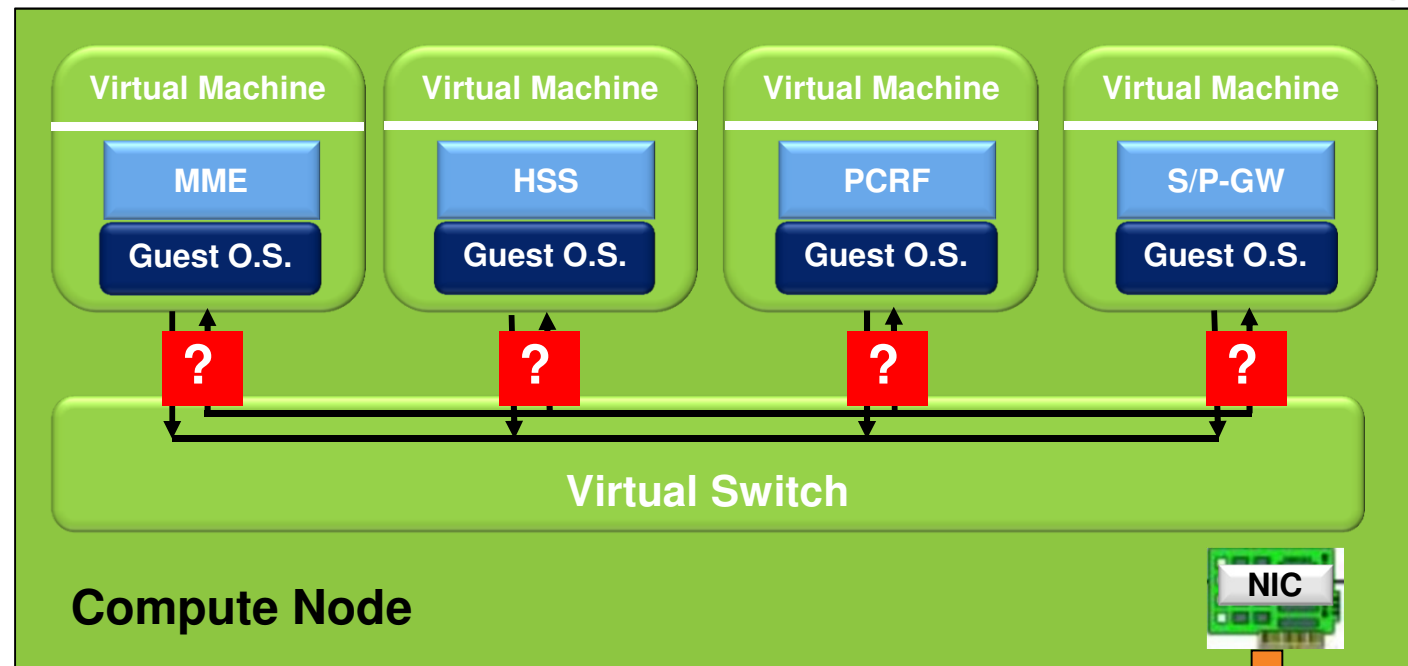 Virtual Machine Virtual Machine Virtual Machine Virtual Machine
MME HSS PCRF S/P-GW
Guest O.S. Guest O.S. Guest O.S. Guest O.S.
? ? ? ?
Virtual Switch
NIC
Compute Node